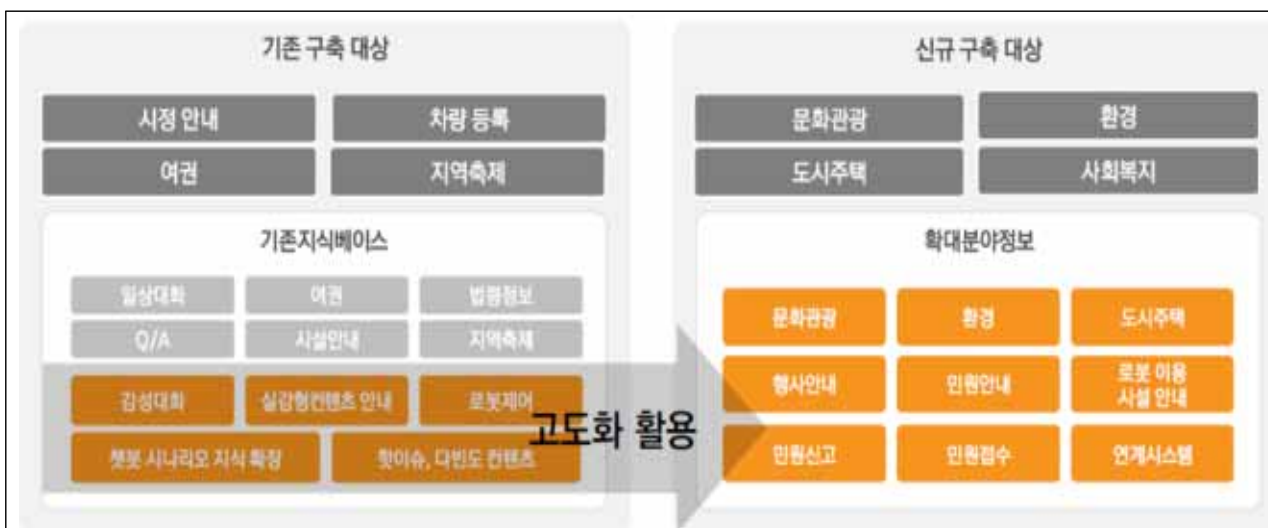 기존 구축 대상
시정 안내
차량 등록
여권
지역축제
기존지식베이스
일상대화
여권
법령정보
Q/A
시설안내
지역축제
감성대화
실감형컨텐츠 안내
로봇제어
챗봇 시나리오 지식 확장
핫이슈, 다빈도 컨텐츠
고도화 활용
신규 구축 대상
문화관광
환경
도시주택
사회복지
확대분야정보
문화관광
환경
도시주택
행사안내
민원안내
로봇 이용
시설 안내
민원신고
민원접수
연계시스템